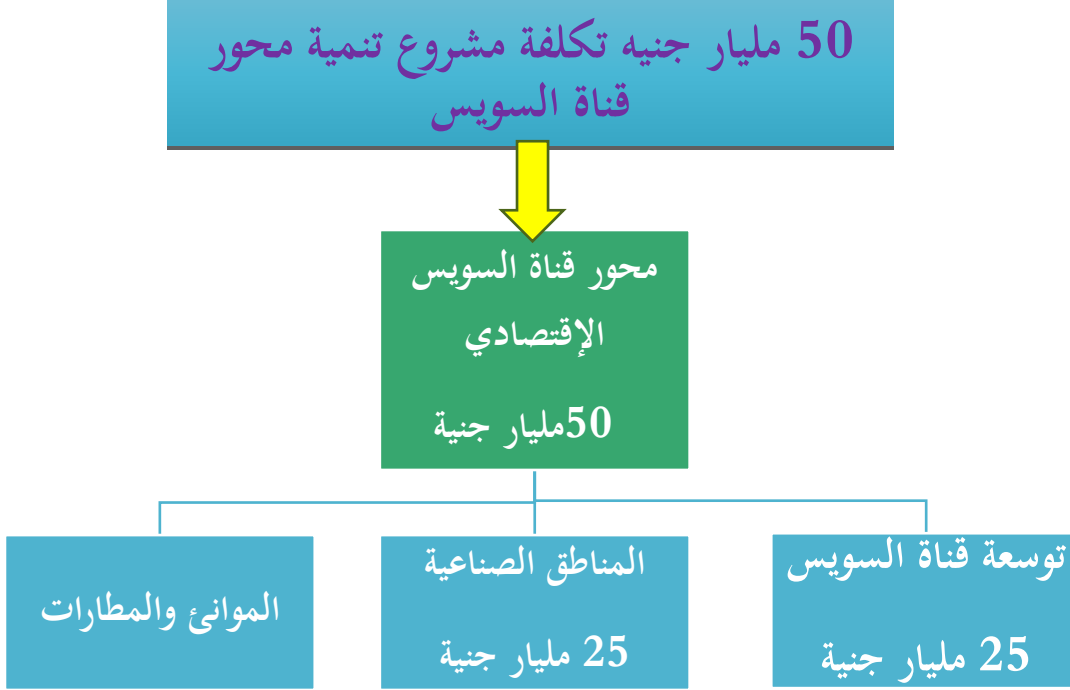 50 مليار جنيه تكلفة مشروع تنمية محور
قناة السويس
محور قناة السويس
الإقتصادي
50مليار جنية
توسعة قناة السويس
25 مليار جنية
المناطق الصناعية
25 مليار جنية
الموانئ والمطارات